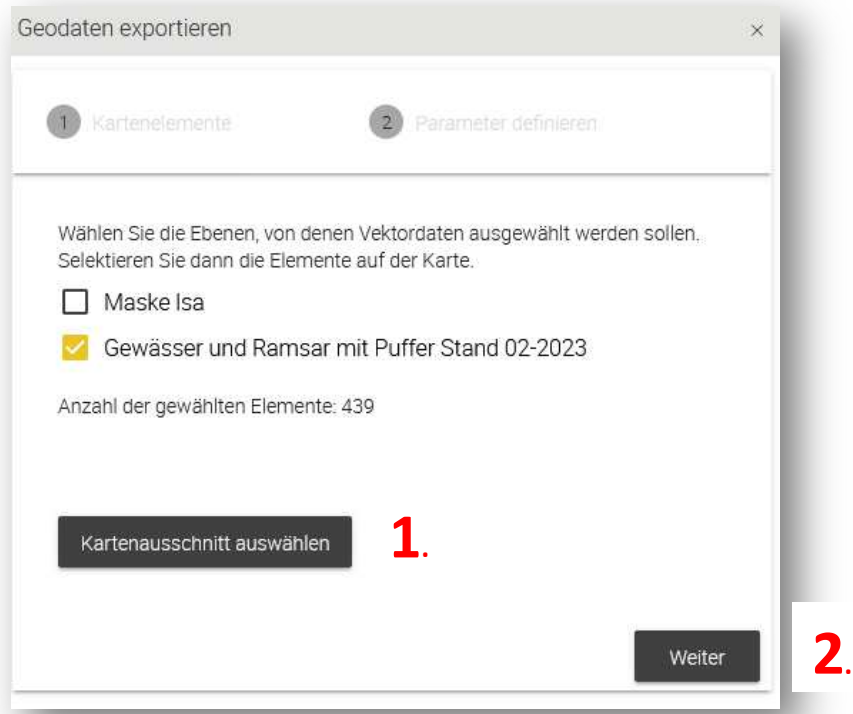 Geodaten exportieren ×
1 Kartenelemente 2 Parameter definieren
Wählen Sie die Ebenen, von denen Vektordaten ausgewählt werden sollen.
Selektieren Sie dann die Elemente auf der Karte.
Maske Isa
Gewässer und Ramsar mit Puffer Stand 02-2023
Anzahl der gewählten Elemente: 439
Kartenausschnitt auswählen 1.
Weiter 2.